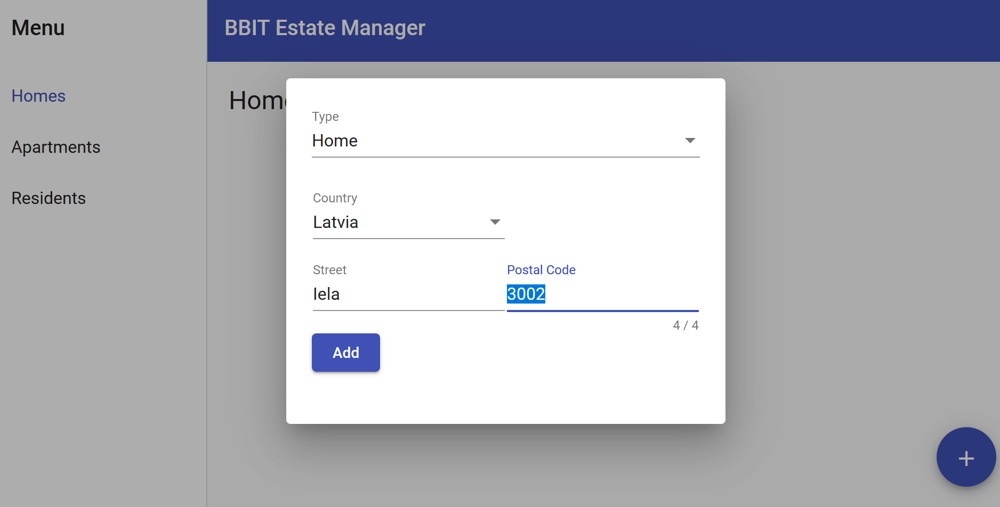 Menu
BBIT Estate Manager
Homes
Apartments
Residents
Type
Home
Country
Latvia
Street
Postal Code
Iela
3002
4 / 4
Add
+